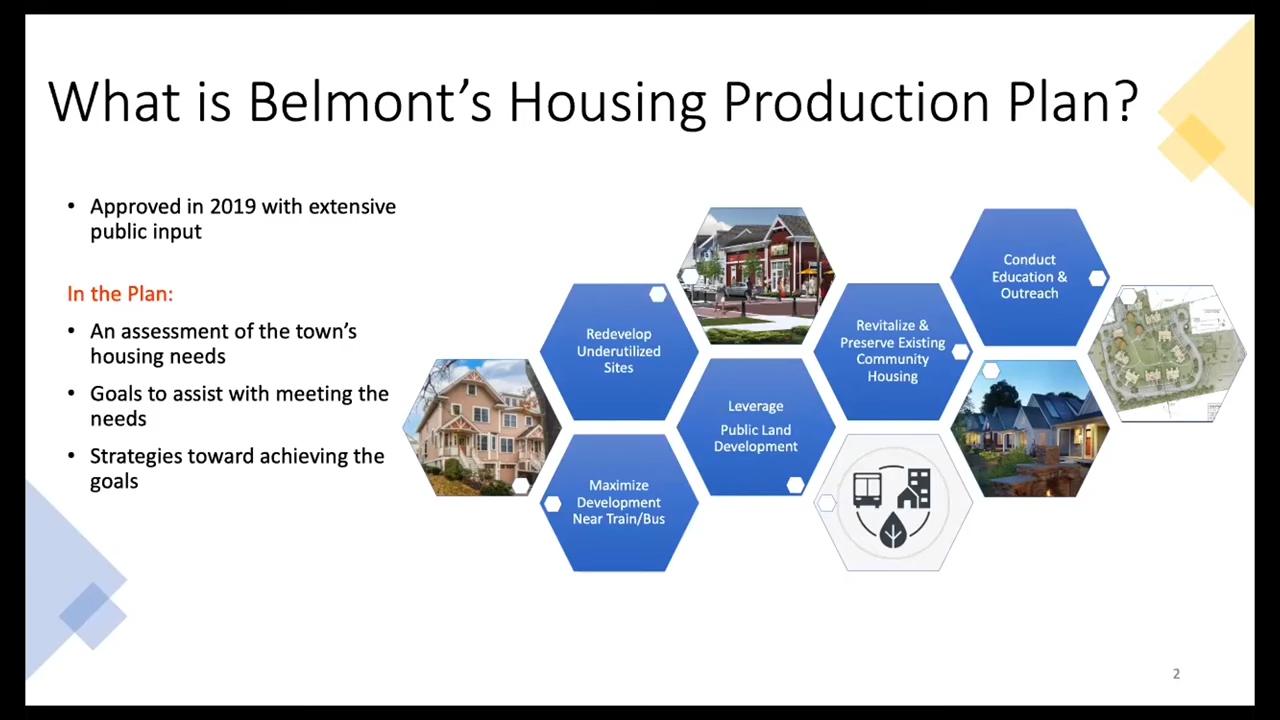 What is Belmont's Housing Production Plan?
• Approved in 2019 with extensive
public input
In the Plan:
• An assessment of the town's
housing needs
• Goals to assist with meeting the
needs
• Strategies toward achieving the
goals
Redevelop
Underutilized
Sites
Maximize
Development
Near Train/Bus
Leverage
Public Land
Development
Revitalize &
Preserve Existing
Community
Housing
Conduct
Education &
Outreach
2